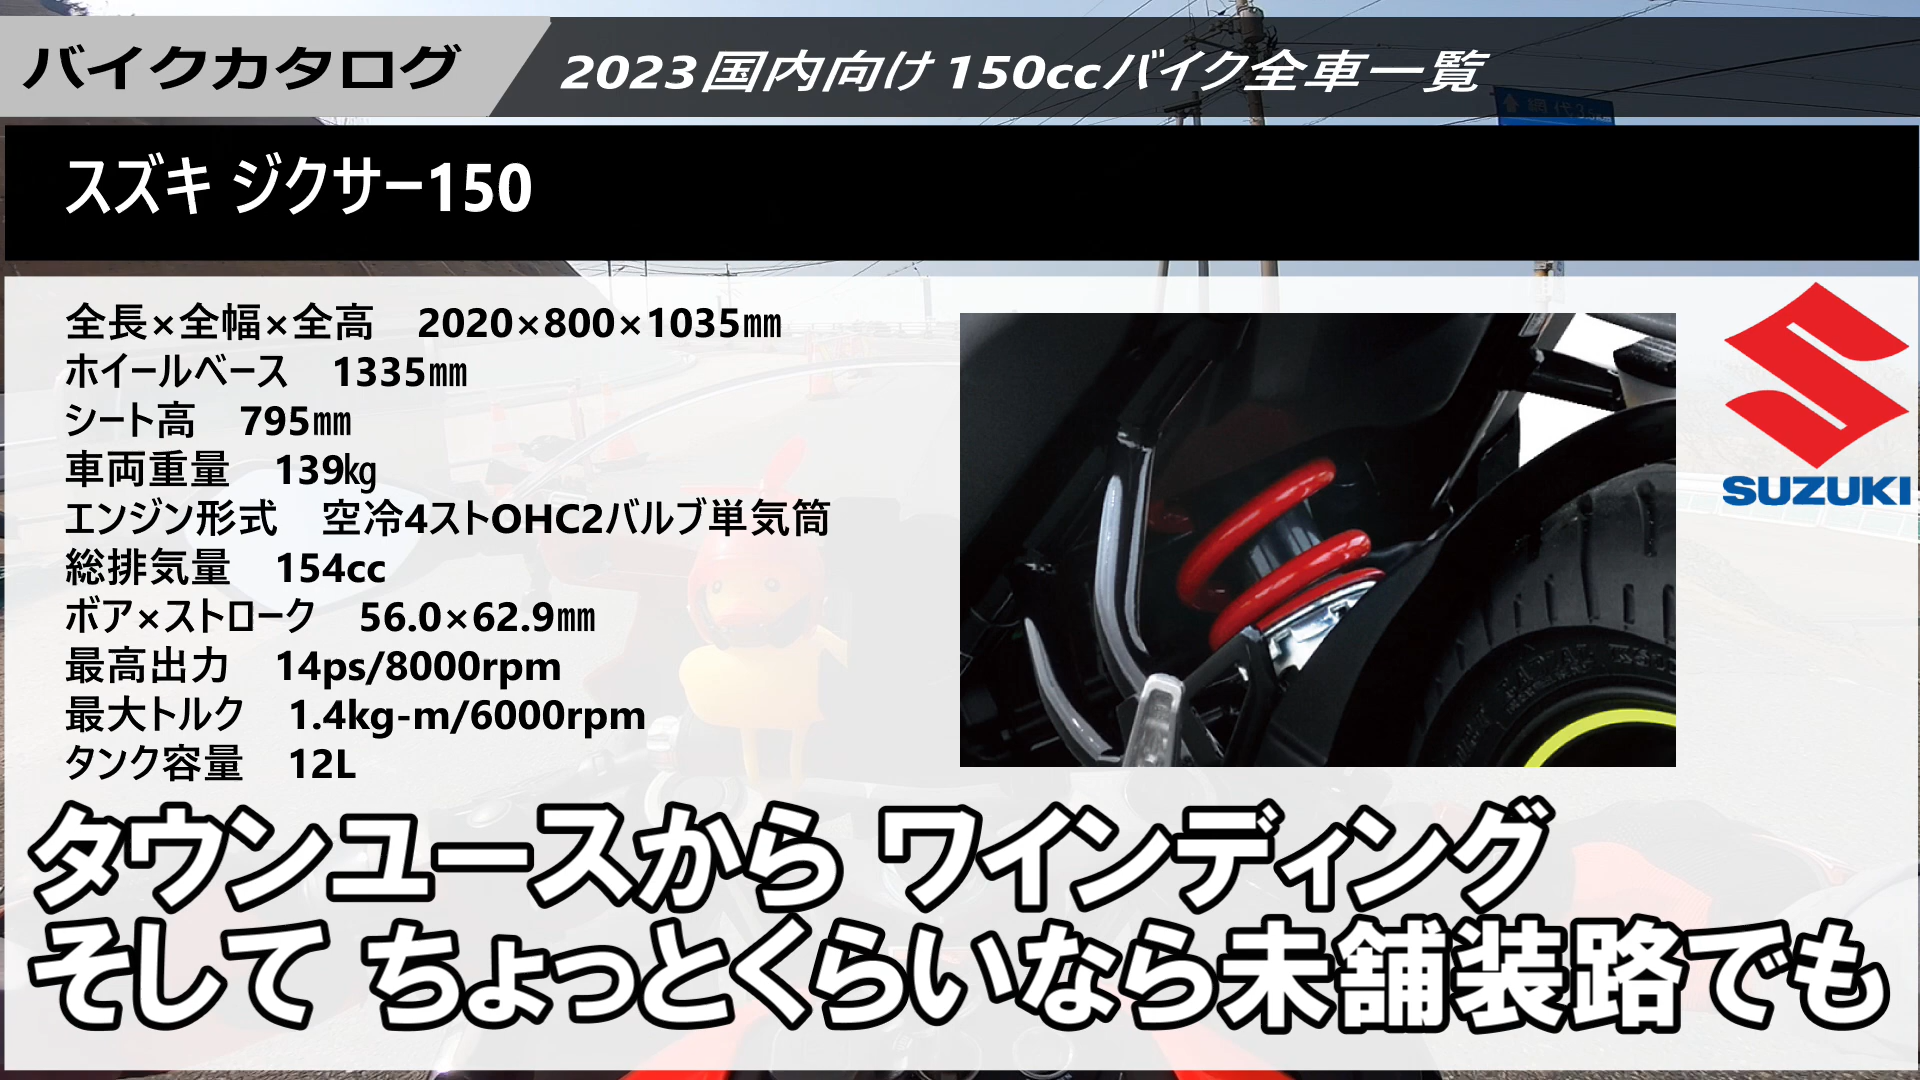 バイクカタログ
2023国内向け 150ccバイク全車一覧
スズキ ジクサー150
全長×全幅×全高　2020×800×1035㎜
ホイールベース　1335㎜
シート高　795㎜
車両重量　139㎏
エンジン形式　空冷4ストOHC2バルブ単気筒
総排気量　154cc
ボア×ストローク　56.0×62.9㎜
最高出力　14ps/8000rpm
最大トルク　1.4kg-m/6000rpm
タンク容量　12L
SUZUKI
タウンユースから ワインディング
そして ちょっとくらいなら未舗装路でも